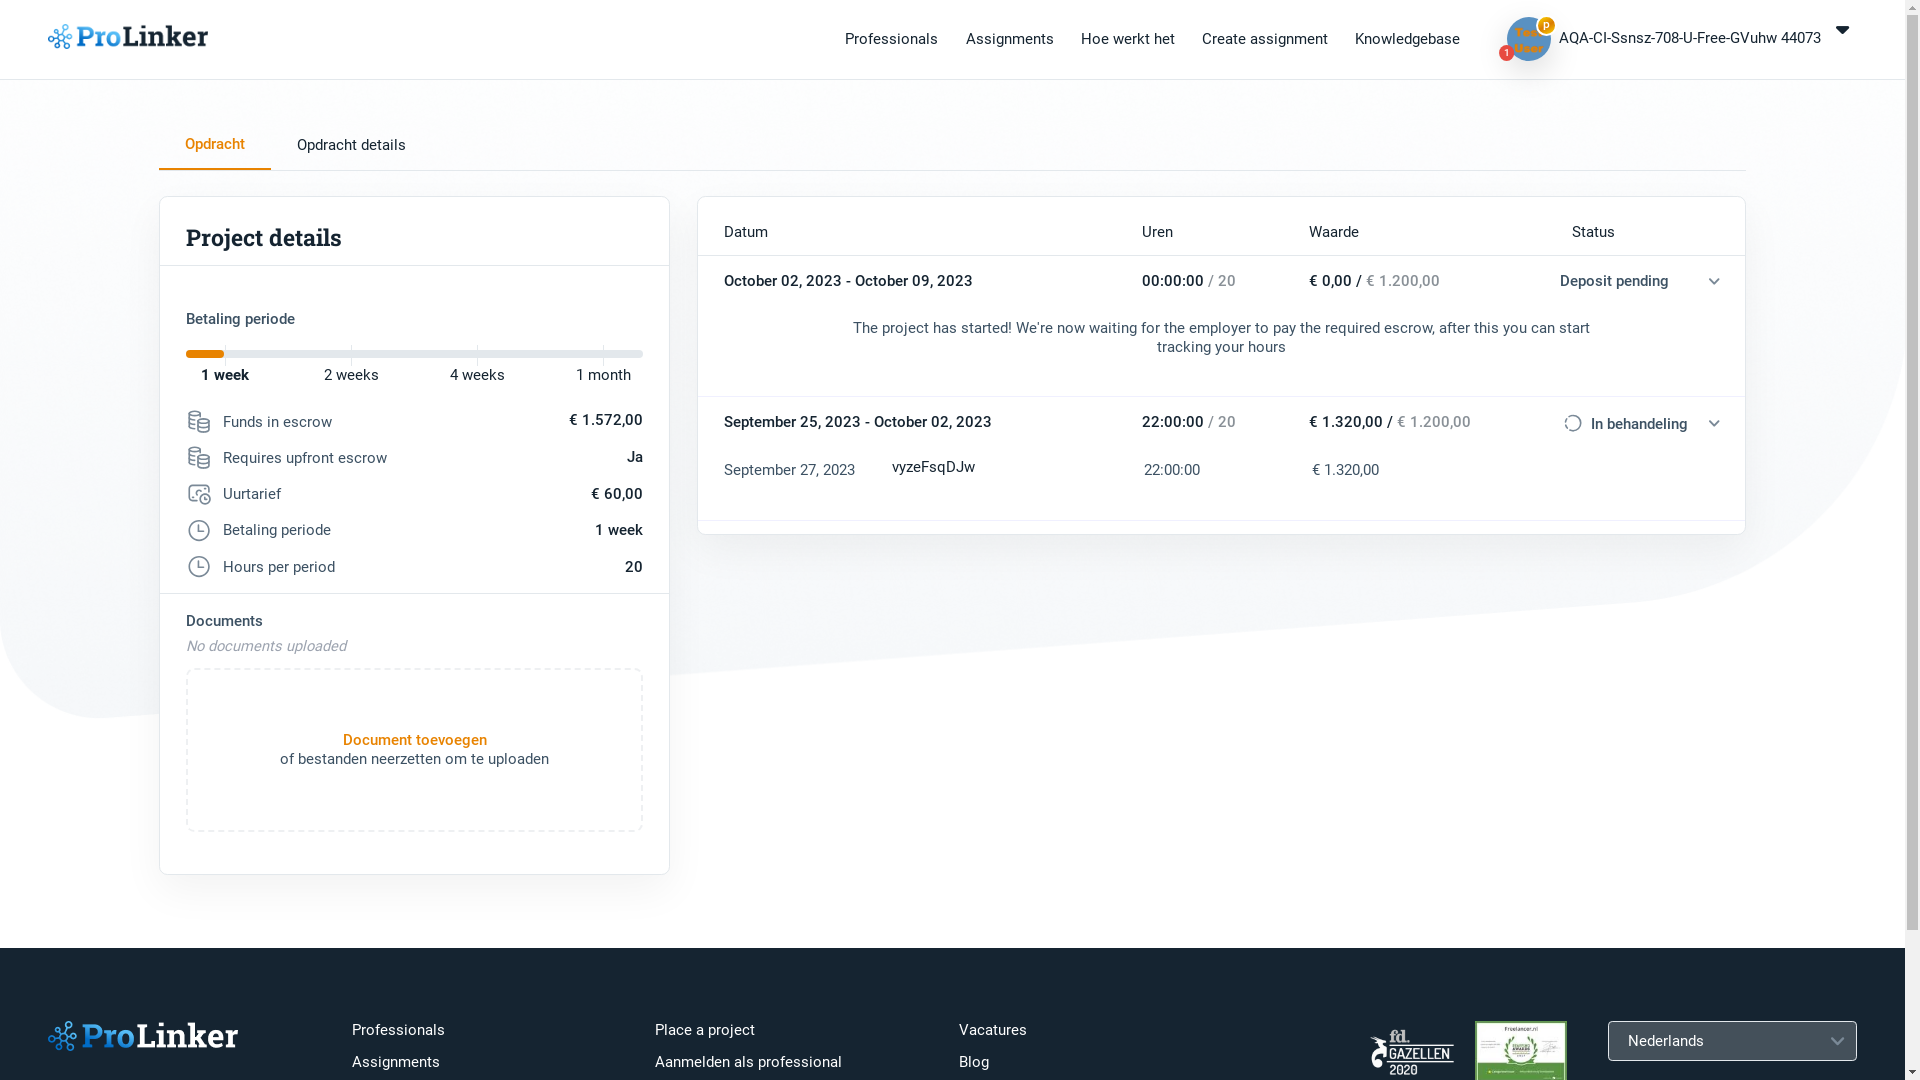 ProLinker
Professionals
Assignments
Hoe werkt het
Create assignment
Knowledgebase
Test
User
P
1
AQA-CI-Ssnsz-708-U-Free-GVuhw 44073
Opdracht
Opdracht details
Project details
Betaling periode
1 week
2 weeks
4 weeks
1 month
Funds in escrow
€ 1.572,00
Requires upfront escrow
Ja
Uurtarief
€ 60,00
Betaling periode
1 week
Hours per period
20
Documents
No documents uploaded
Document toevoegen
of bestanden neerzetten om te uploaden
Datum
Uren
Waarde
Status
October 02, 2023 - October 09, 2023
00:00:00 / 20
€ 0,00 / € 1.200,00
Deposit pending
The project has started! We're now waiting for the employer to pay the required escrow, after this you can start
tracking your hours
September 25, 2023 - October 02, 2023
22:00:00 / 20
€ 1.320,00 / € 1.200,00
In behandeling
September 27, 2023
vyzeFsqDJw
22:00:00
€ 1.320,00
ProLinker
Professionals
Assignments
Place a project
Aanmelden als professional
Vacatures
Blog
fd.
GAZELLEN
2020
Freelancer.nl
Nederlands